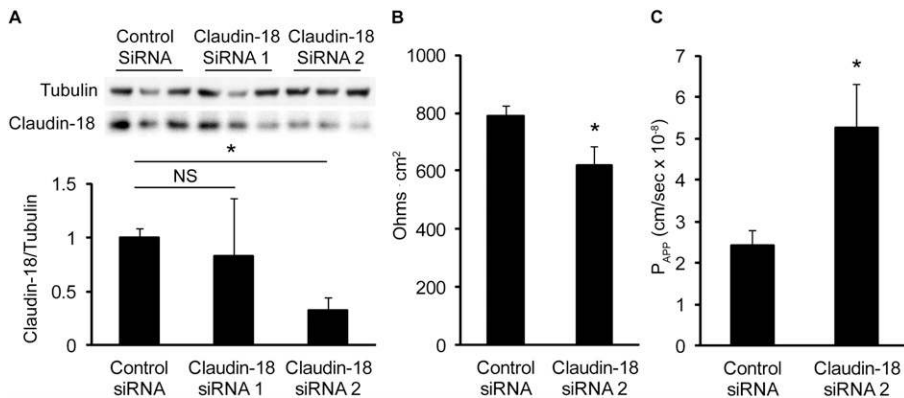 A
Control
SiRNA
Claudin-18
SiRNA 1
Claudin-18
SiRNA 2
Tubulin
Claudin-18
*
NS
Claudin-18/Tubulin
1.5
1
0.5
0
Control
siRNA
Claudin-18
siRNA 1
Claudin-18
siRNA 2
B
Ohms · cm²
1000
800
600
400
200
0
*
Control
siRNA
Claudin-18
siRNA 2
C
P_APP (cm/sec x 10⁻⁸)
7
6
5
4
3
2
1
0
*
Control
siRNA
Claudin-18
siRNA 2